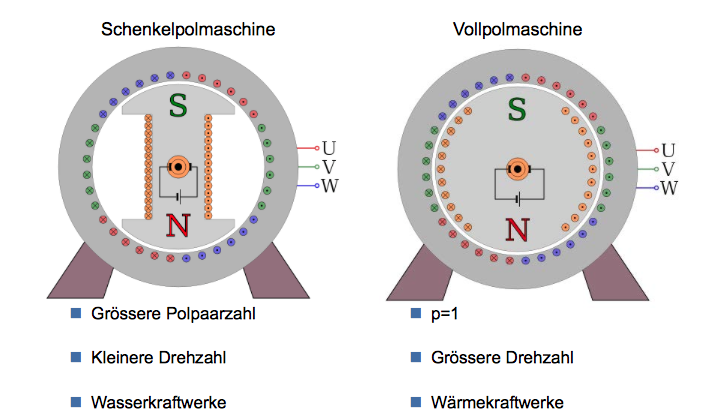 Schenkelpolmaschine
Vollpolmaschine
S
N
U
V
W
S
N
U
V
W
Grössere Polpaarzahl
Kleinere Drehzahl
Wasserkraftwerke
p=1
Grössere Drehzahl
Wärmekraftwerke